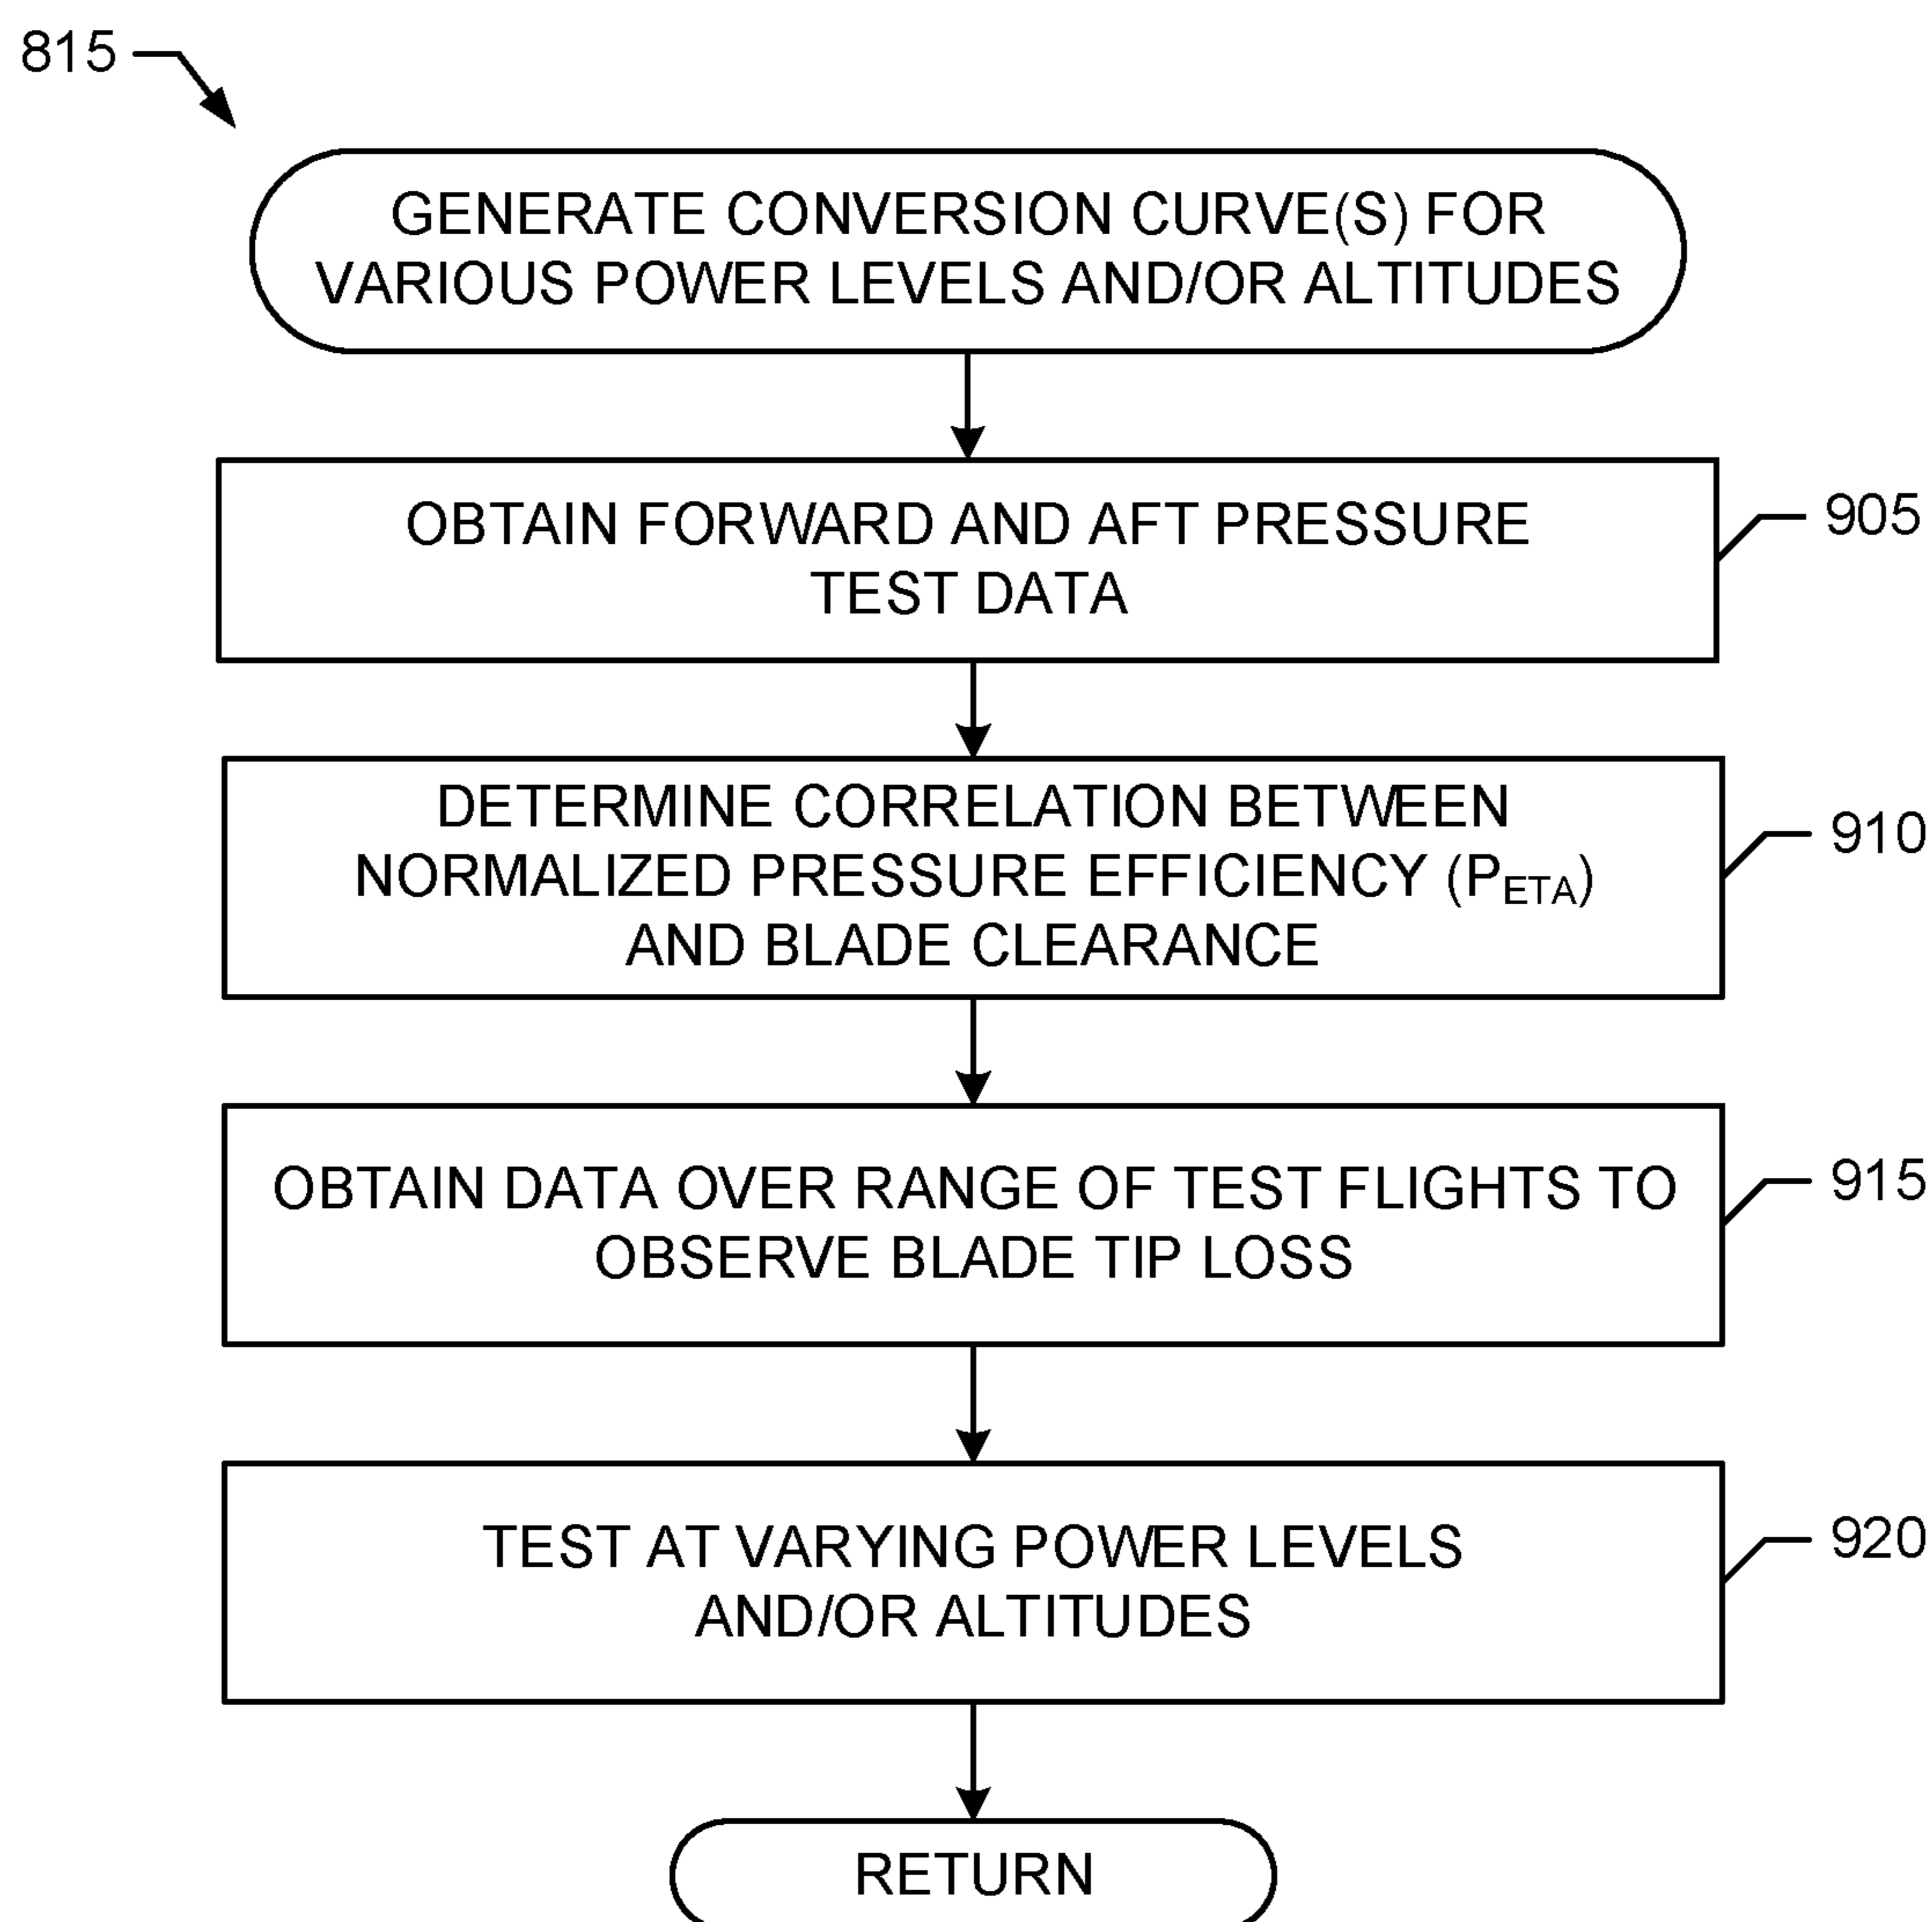 815
GENERATE CONVERSION CURVE(S) FOR
VARIOUS POWER LEVELS AND/OR ALTITUDES
OBTAIN FORWARD AND AFT PRESSURE
TEST DATA
905
DETERMINE CORRELATION BETWEEN
NORMALIZED PRESSURE EFFICIENCY (PETA)
AND BLADE CLEARANCE
910
OBTAIN DATA OVER RANGE OF TEST FLIGHTS TO
OBSERVE BLADE TIP LOSS
915
TEST AT VARYING POWER LEVELS
AND/OR ALTITUDES
920
RETURN